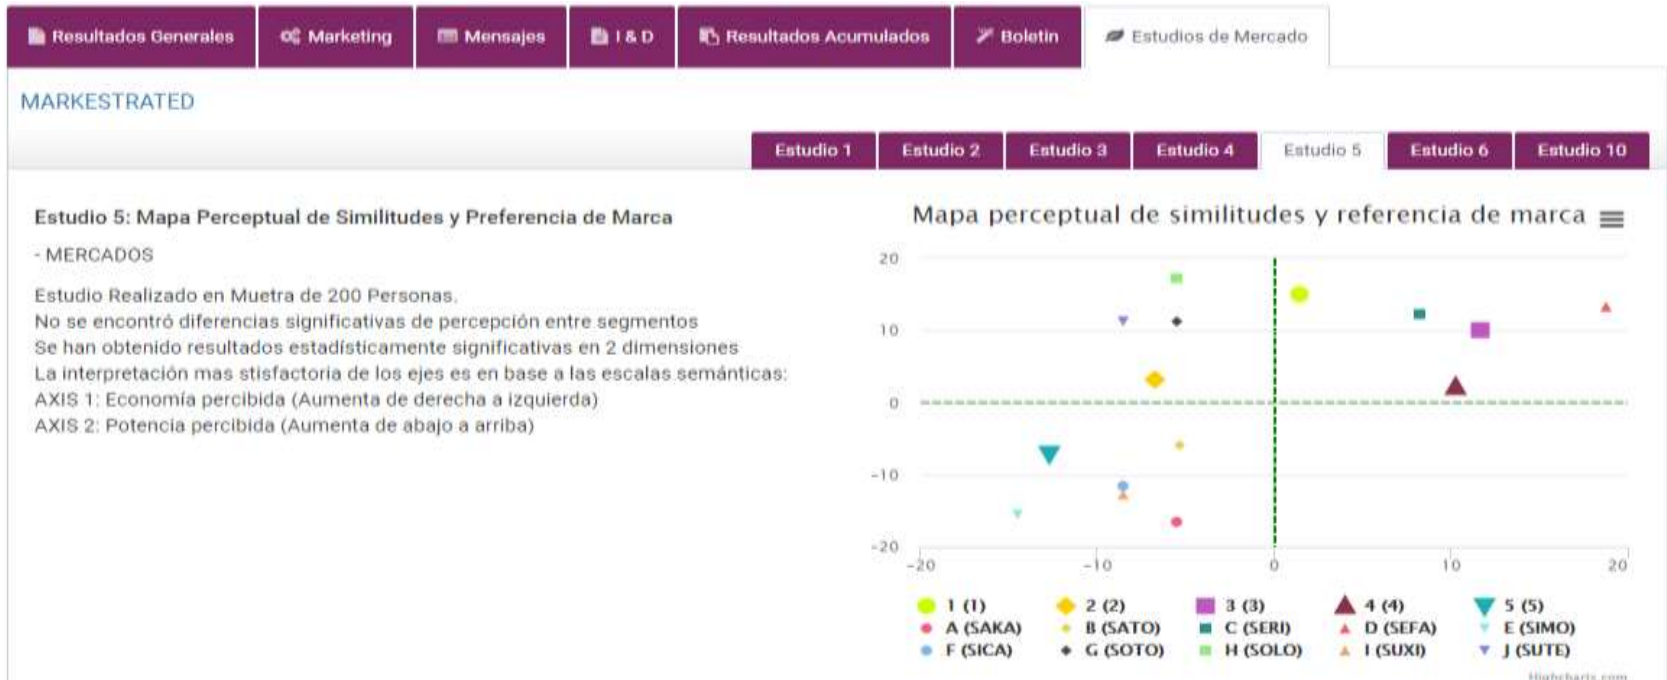 Resultados Generales
Marketing
Mensajes
I & D
Resultados Acumulados
Boletin
Estudios de Mercado
MARKESTRATED
Estudio 1
Estudio 2
Estudio 3
Estudio 4
Estudio 5
Estudio 6
Estudio 10
Estudio 5: Mapa Perceptual de Similitudes y Preferencia de Marca
- MERCADOS
Estudio Realizado en Muetra de 200 Personas.
No se encontró diferencias significativas de percepción entre segmentos
Se han obtenido resultados estadísticamente significativas en 2 dimensiones
La interpretación mas stisfactoria de los ejes es en base a las escalas semánticas:
AXIS 1: Economía percibida (Aumenta de derecha a izquierda)
AXIS 2: Potencia percibida (Aumenta de abajo a arriba)
Mapa perceptual de similitudes y referencia de marca
20
10
0
-10
-20
-20 -10 0 10 20
1 (1) 2 (2) 3 (3) 4 (4) 5 (5)
A (SAKA) B (SATO) C (SERI) D (SEFA) E (SIMO)
F (SICA) G (SOTO) H (SOLO) I (SUXI) J (SUTE)
Highcharts.com